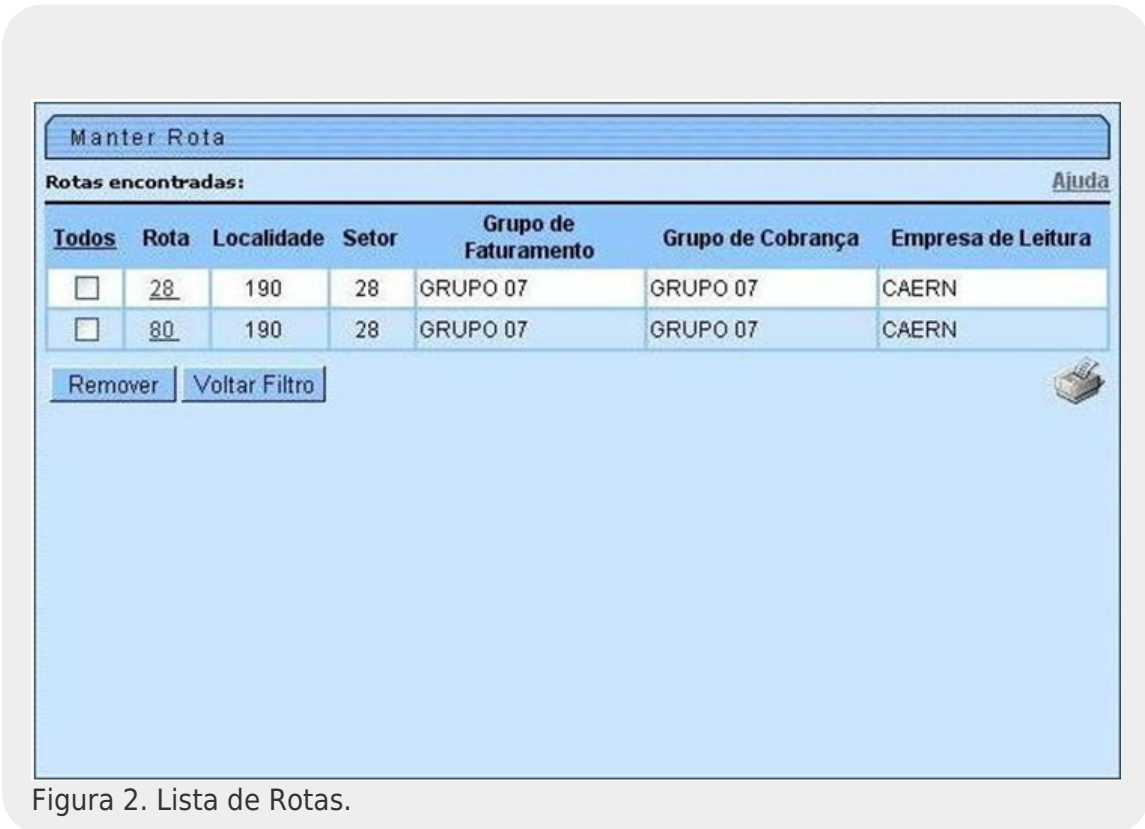 Manter Rota
Rotas encontradas: Ajuda
Todos Rota Localidade Setor Grupo de Faturamento Grupo de Cobrança Empresa de Leitura
28 190 28 GRUPO 07 GRUPO 07 CAERN
80 190 28 GRUPO 07 GRUPO 07 CAERN
Remover Voltar Filtro
Figura 2. Lista de Rotas.